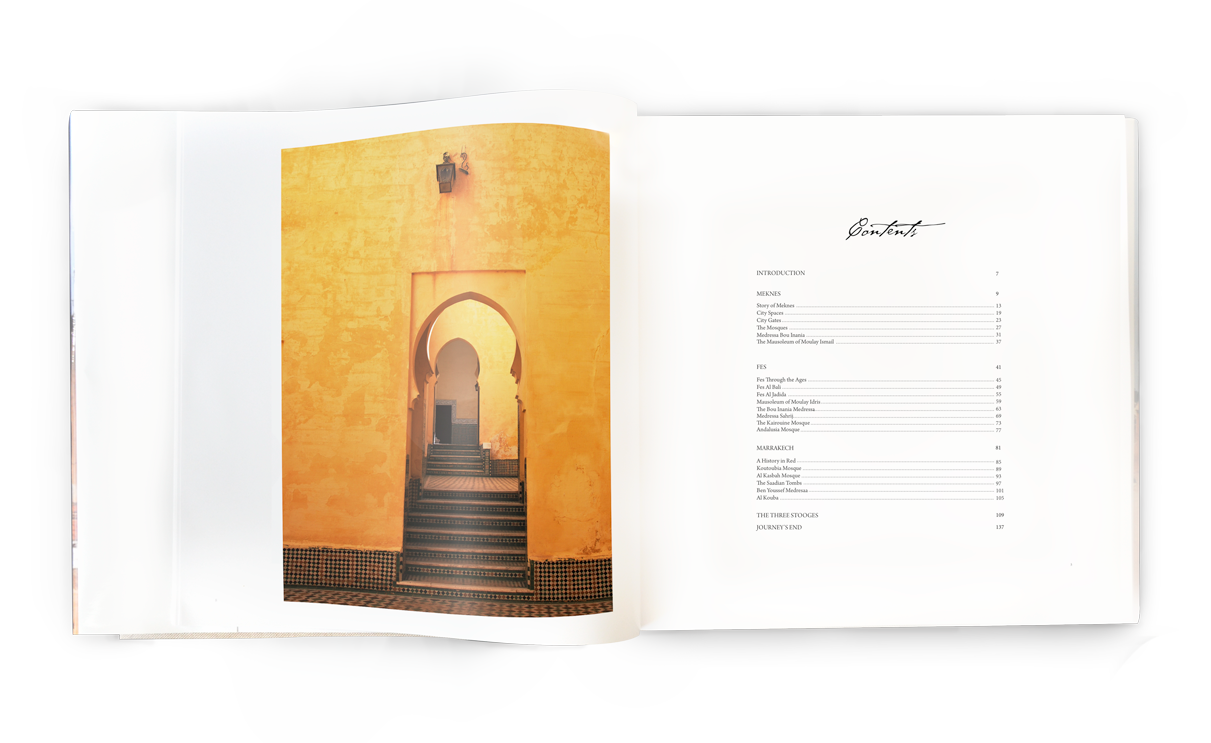 Contents
INTRODUCTION 7
MEKNES 9
Story of Meknes 13
City Spaces 19
City Gates 23
The Mosques 27
Medressa Bou Inania 31
The Mausoleum of Moulay Ismail 37
FES 41
Fes Through the Ages 45
Fes Al Bali 49
Fes Al Jadida 55
Mausoleum of Moulay Idris 59
The Bou Inania Medressa 63
Medressa Sahrij 69
The Kairouine Mosque 73
Andalusia Mosque 77
MARRAKECH 81
A History in Red 85
Koutoubia Mosque 89
Al Kasbah Mosque 93
The Saadian Tombs 97
Ben Youssef Medressa 101
Al Kouba 105
THE THREE STOOGES 109
JOURNEY'S END 137